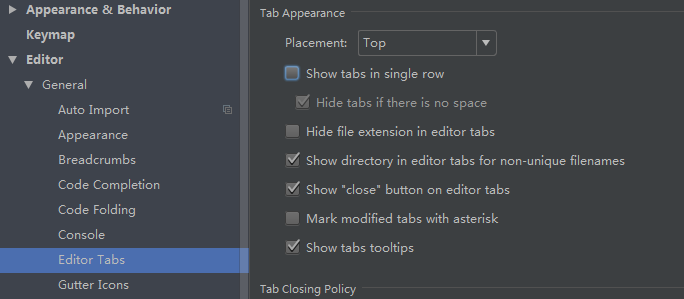 Appearance & Behavior
Keymap
Editor
General
Auto Import
Appearance
Breadcrumbs
Code Completion
Code Folding
Console
Editor Tabs
Gutter Icons
Tab Appearance
Placement: Top
Show tabs in single row
Hide tabs if there is no space
Hide file extension in editor tabs
Show directory in editor tabs for non-unique filenames
Show "close" button on editor tabs
Mark modified tabs with asterisk
Show tabs tooltips
Tab Closing Policy